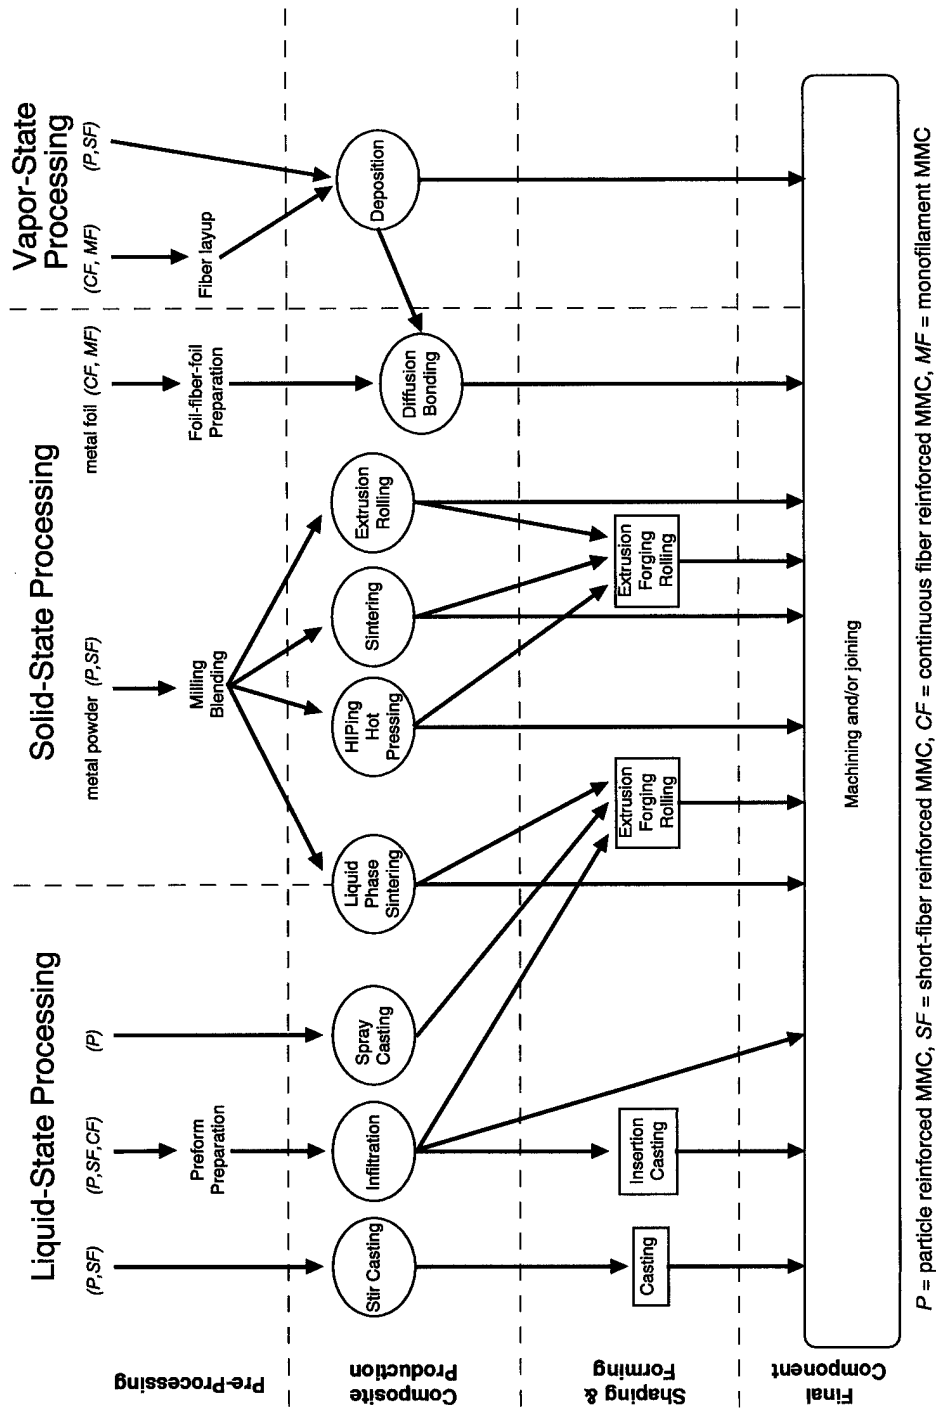 Liquid-State Processing
Solid-State Processing
Vapor-State
Processing
(P,SF)
(P,SF,CF)
(P)
metal powder (P,SF)
metal foil (CF, MF)
(CF, MF)
(P,SF)
Pre-Processing
Preform
Preparation
Milling
Blending
Foil-fiber-foil
Preparation
Fiber layup
Composite
Production
Stir Casting
Infiltration
Spray
Casting
Liquid
Phase
Sintering
HIPing
Hot
Pressing
Sintering
Extrusion
Rolling
Diffusion
Bonding
Deposition
Shaping &
Forming
Casting
Insertion
Casting
Extrusion
Forging
Rolling
Extrusion
Forging
Rolling
Final
Component
Machining and/or joining
P = particle reinforced MMC, SF = short-fiber reinforced MMC, CF = continuous fiber reinforced MMC, MF = monofilament MMC